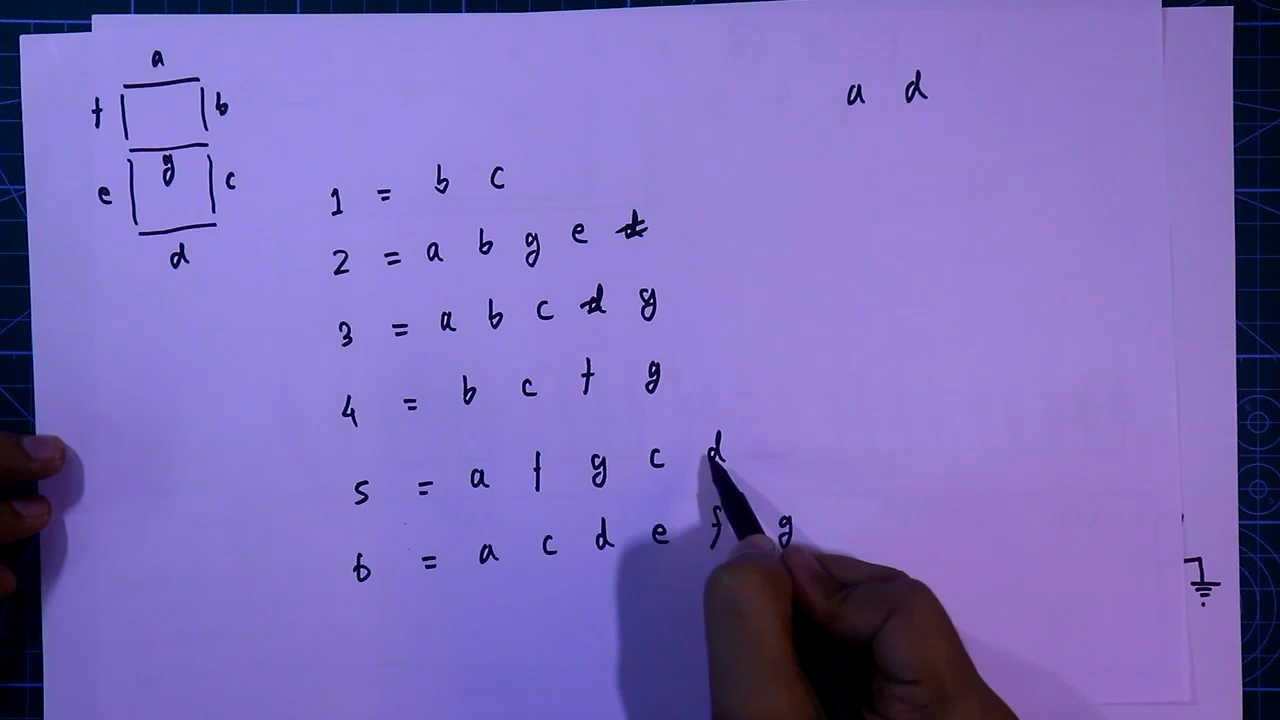 a
f b
g
e c
d
a d
1 = b c
2 = a b g e d
3 = a b c d g
4 = b c f g
5 = a f g c d
6 = a c d e f g